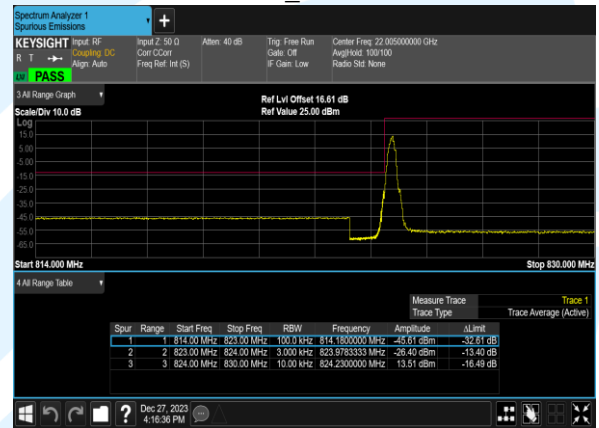 Spectrum Analyzer 1
Spurious Emissions
+
KEYSIGHT Input: RF Input Z: 50 Ω Atten: 40 dB Trig: Free Run Center Freq: 22.005000000 GHz
R T Coupling: DC Corr CCorr Gate: Off Avg|Hold: 100/100
Align: Auto Freq Ref: Int (S) IF Gain: Low Radio Std: None
LV PASS
3 All Range Graph
Ref Lvl Offset 16.61 dB
Scale/Div 10.0 dB Ref Value 25.00 dBm
Log
15.0
5.00
-5.00
-15.0
-25.0
-35.0
-45.0
-55.0
-65.0
Start 814.000 MHz Stop 830.000 MHz
4 All Range Table
Measure Trace Trace 1
Trace Type Trace Average (Active)
Spur Range Start Freq Stop Freq RBW Frequency Amplitude ΔLimit
1 1 814.00 MHz 823.00 MHz 100.0 kHz 814.1800000 MHz -45.61 dBm -32.61 dB
2 2 823.00 MHz 824.00 MHz 3.000 kHz 823.9783333 MHz -26.40 dBm -13.40 dB
3 3 824.00 MHz 830.00 MHz 10.00 kHz 824.2300000 MHz 13.51 dBm -16.49 dB
? Dec 27, 2023
4:16:36 PM